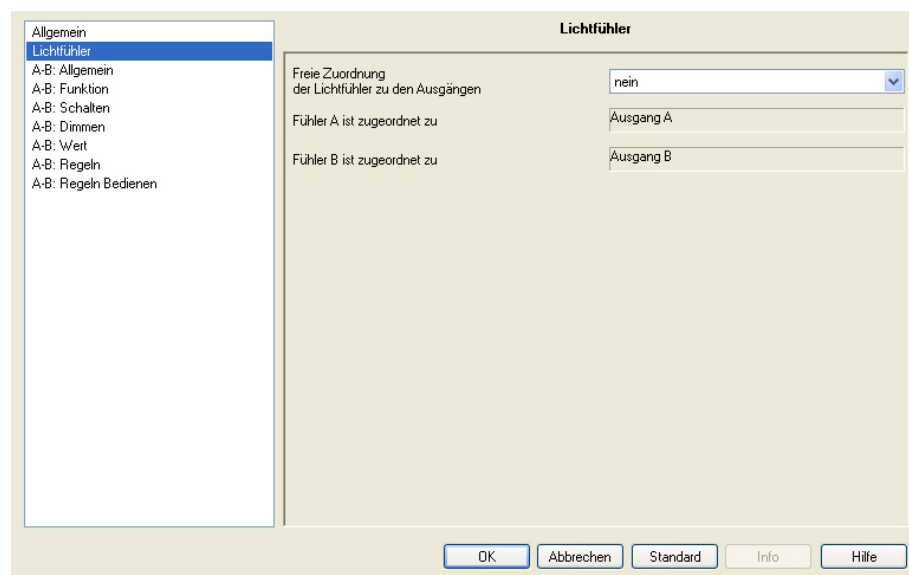 Allgemein
Lichtfühler
A-B: Allgemein
A-B: Funktion
A-B: Schalten
A-B: Dimmen
A-B: Wert
A-B: Regeln
A-B: Regeln Bedienen
Lichtfühler
Freie Zuordnung
der Lichtfühler zu den Ausgängen
nein
Fühler A ist zugeordnet zu
Ausgang A
Fühler B ist zugeordnet zu
Ausgang B
OK
Abbrechen
Standard
Info
Hilfe